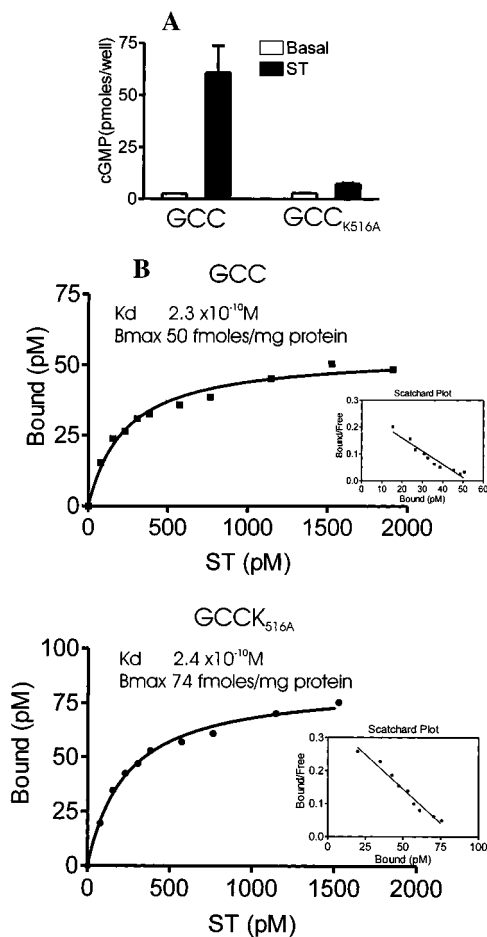 A
75
50
25
0
cGMP(pmoles/well)
Basal
ST
GCC
GCC K516A
B
GCC
Kd 2.3 x10-10M
Bmax 50 fmoles/mg protein
75
50
25
0
Bound (pM)
0 500 1000 1500 2000
ST (pM)
Scatchard Plot
0.4
0.3
0.2
0.1
0.0
Bound/Free
0 10 20 30 40 50 60
Bound (pM)
GCCK516A
Kd 2.4 x10-10M
Bmax 74 fmoles/mg protein
100
75
50
25
0
Bound (pM)
0 500 1000 1500 2000
ST (pM)
Scatchard Plot
0.3
0.2
0.1
0.0
Bound/Free
0 25 50 75 100
Bound (pM)